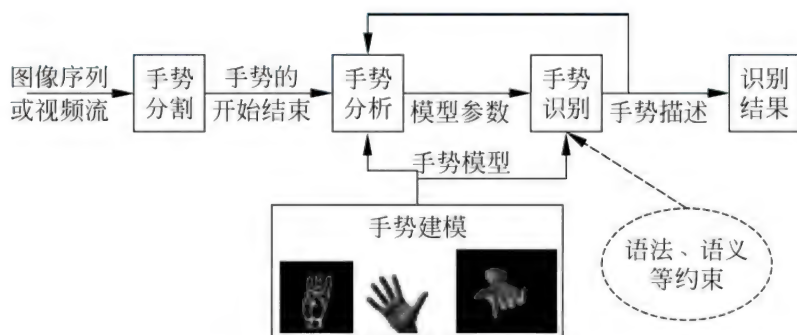 图像序列
或视频流
手势
分割
手势的
开始结束
手势
分析
模型参数
手势
识别
手势描述
识别
结果
手势模型
手势建模
语法、语义
等约束